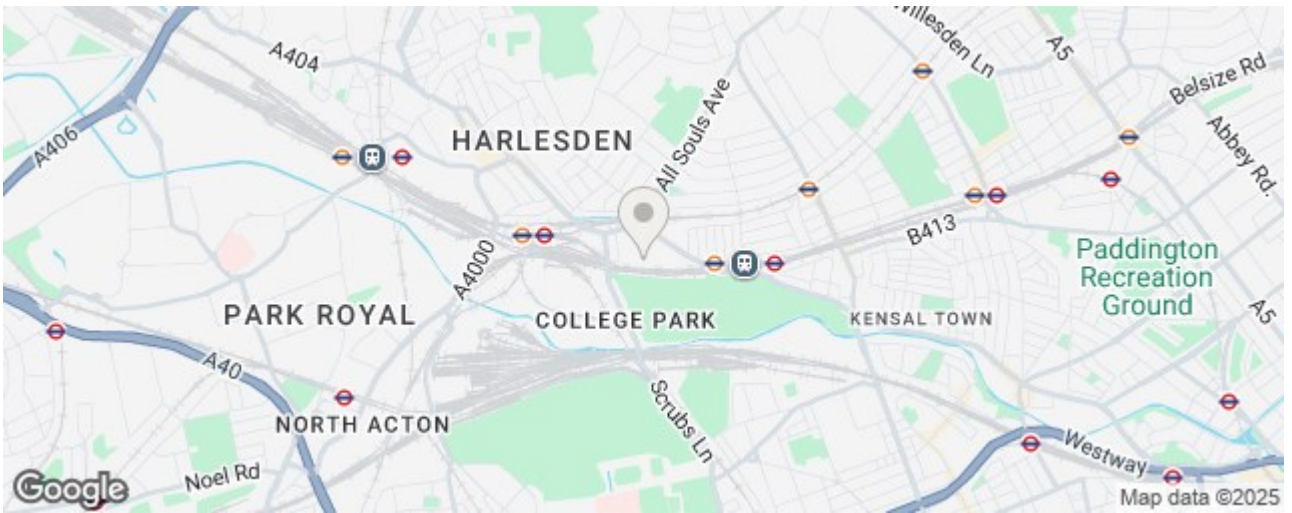 Willesden Ln
A5
A404
Belsize Rd
All Souls Ave
Abbey Rd.
HARLESDEN
A406
B413
A4000
Paddington
Recreation
Ground
PARK ROYAL
COLLEGE PARK
KENSAL TOWN
A5
A40
NORTH ACTON
Scrubs Ln
Westway
Noel Rd
Google
Map data ©2025